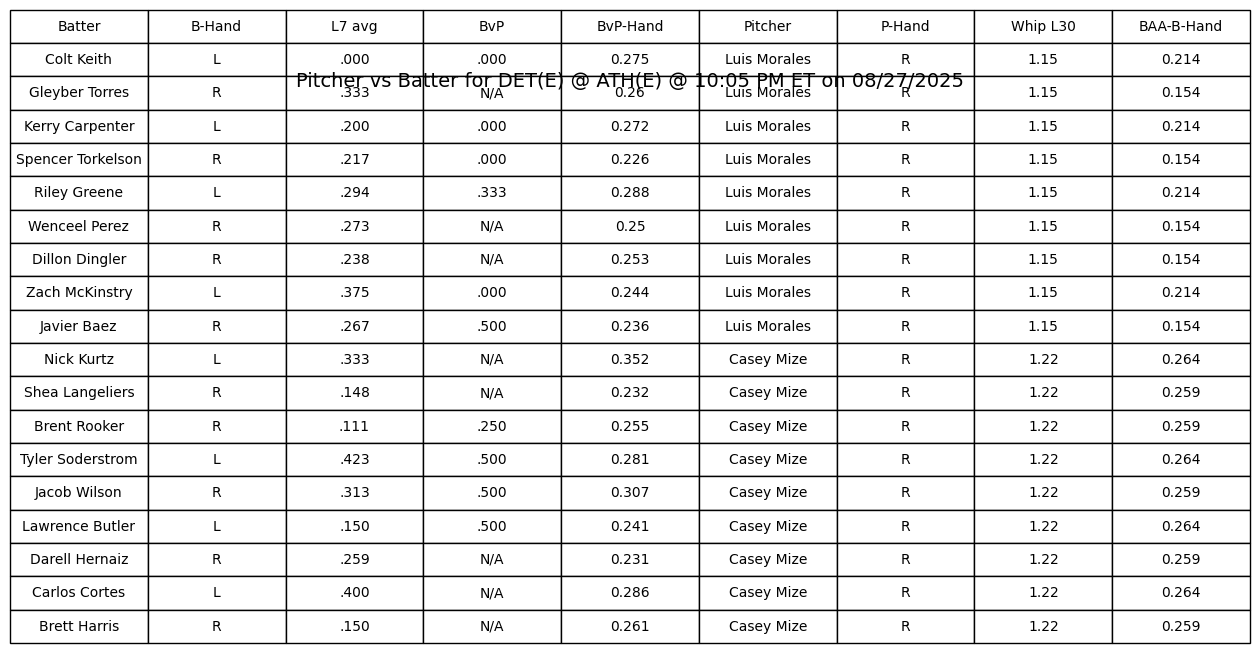 Batter B-Hand L7 avg BvP BvP-Hand Pitcher P-Hand Whip L30 BAA-B-Hand
Colt Keith L .000 .000 0.275 Luis Morales R 1.15 0.214
Pitcher vs Batter for DET(E) @ ATH(E) @ 10:05 PM ET on 08/27/2025
Gleyber Torres R .333 N/A 0.26 Luis Morales R 1.15 0.154
Kerry Carpenter L .200 .000 0.272 Luis Morales R 1.15 0.214
Spencer Torkelson R .217 .000 0.226 Luis Morales R 1.15 0.154
Riley Greene L .294 .333 0.288 Luis Morales R 1.15 0.214
Wenceel Perez R .273 N/A 0.25 Luis Morales R 1.15 0.154
Dillon Dingler R .238 N/A 0.253 Luis Morales R 1.15 0.154
Zach McKinstry L .375 .000 0.244 Luis Morales R 1.15 0.214
Javier Baez R .267 .500 0.236 Luis Morales R 1.15 0.154
Nick Kurtz L .333 N/A 0.352 Casey Mize R 1.22 0.264
Shea Langeliers R .148 N/A 0.232 Casey Mize R 1.22 0.259
Brent Rooker R .111 .250 0.255 Casey Mize R 1.22 0.259
Tyler Soderstrom L .423 .500 0.281 Casey Mize R 1.22 0.264
Jacob Wilson R .313 .500 0.307 Casey Mize R 1.22 0.259
Lawrence Butler L .150 .500 0.241 Casey Mize R 1.22 0.264
Darell Hernaiz R .259 N/A 0.231 Casey Mize R 1.22 0.259
Carlos Cortes L .400 N/A 0.286 Casey Mize R 1.22 0.264
Brett Harris R .150 N/A 0.261 Casey Mize R 1.22 0.259